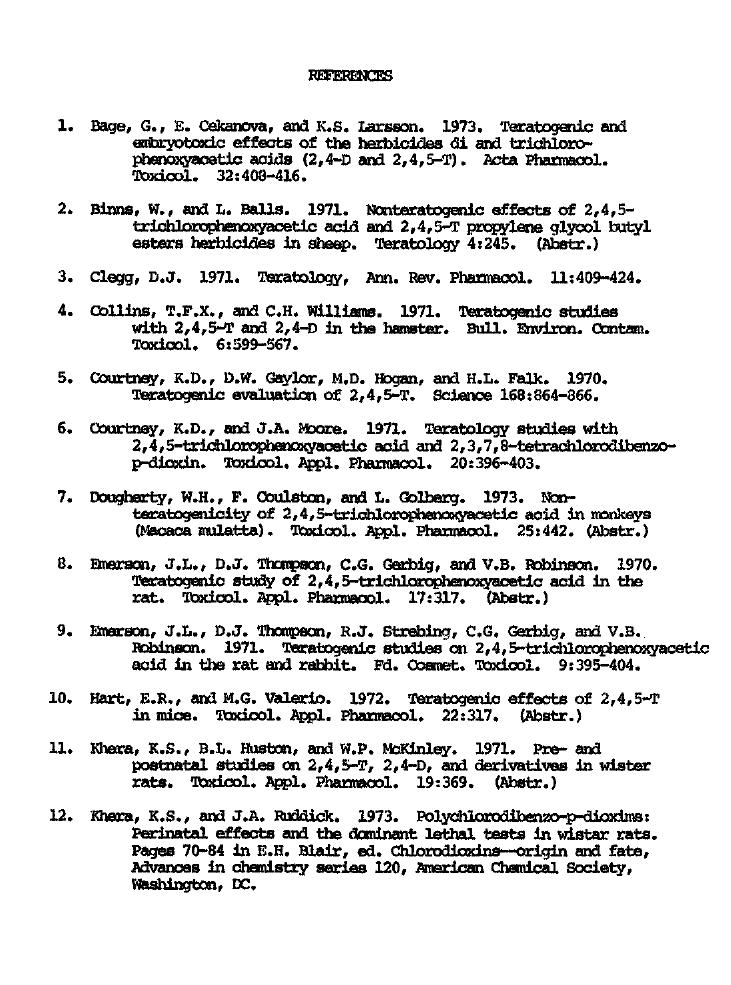 REFERENCES
1. Bage, G., E. Cekanova, and K.S. Larsson. 1973. Teratogenic and
embryotoxic effects of the herbicides di and trichloro-
phenoxyacetic acids (2,4-D and 2,4,5-T). Acta Pharmacol.
Toxicol. 32:408-416.
2. Binns, W., and L. Balls. 1971. Nonteratogenic effects of 2,4,5-
trichlorophenoxyacetic acid and 2,4,5-T propylene glycol butyl
esters herbicides in sheep. Teratology 4:245. (Abstr.)
3. Clegg, D.J. 1971. Teratology, Ann. Rev. Pharmacol. 11:409-424.
4. Collins, T.F.X., and C.H. Williams. 1971. Teratogenic studies
with 2,4,5-T and 2,4-D in the hamster. Bull. Environ. Contam.
Toxicol. 6:599-567.
5. Courtney, K.D., D.W. Gaylor, M.D. Hogan, and H.L. Falk. 1970.
Teratogenic evaluation of 2,4,5-T. Science 168:864-866.
6. Courtney, K.D., and J.A. Moore. 1971. Teratology studies with
2,4,5-trichlorophenoxyacetic acid and 2,3,7,8-tetrachlorodibenzo-
p-dioxin. Toxicol. Appl. Pharmacol. 20:396-403.
7. Dougherty, W.H., F. Coulston, and L. Golberg. 1973. Non-
teratogenicity of 2,4,5-trichlorophenoxyacetic acid in monkeys
(Macaca mulatta). Toxicol. Appl. Pharmacol. 25:442. (Abstr.)
8. Emerson, J.L., D.J. Thompson, C.G. Gerbig, and V.B. Robinson. 1970.
Teratogenic study of 2,4,5-trichlorophenoxyacetic acid in the
rat. Toxicol. Appl. Pharmacol. 17:317. (Abstr.)
9. Emerson, J.L., D.J. Thompson, R.J. Strebing, C.G. Gerbig, and V.B.
Robinson. 1971. Teratogenic studies on 2,4,5-trichlorophenoxyacetic
acid in the rat and rabbit. Fd. Cosmet. Toxicol. 9:395-404.
10. Hart, E.R., and M.G. Valerio. 1972. Teratogenic effects of 2,4,5-T
in mice. Toxicol. Appl. Pharmacol. 22:317. (Abstr.)
11. Khera, K.S., B.L. Huston, and W.P. McKinley. 1971. Pre- and
postnatal studies on 2,4,5-T, 2,4-D, and derivatives in wister
rats. Toxicol. Appl. Pharmacol. 19:369. (Abstr.)
12. Khera, K.S., and J.A. Ruddick. 1973. Polychlorodibenzo-p-dioxins:
Perinatal effects and the dominant lethal tests in wistar rats.
Pages 70-84 in E.H. Blair, ed. Chlorodioxins—origin and fate,
Advances in chemistry series 120, American Chemical Society,
Washington, DC.